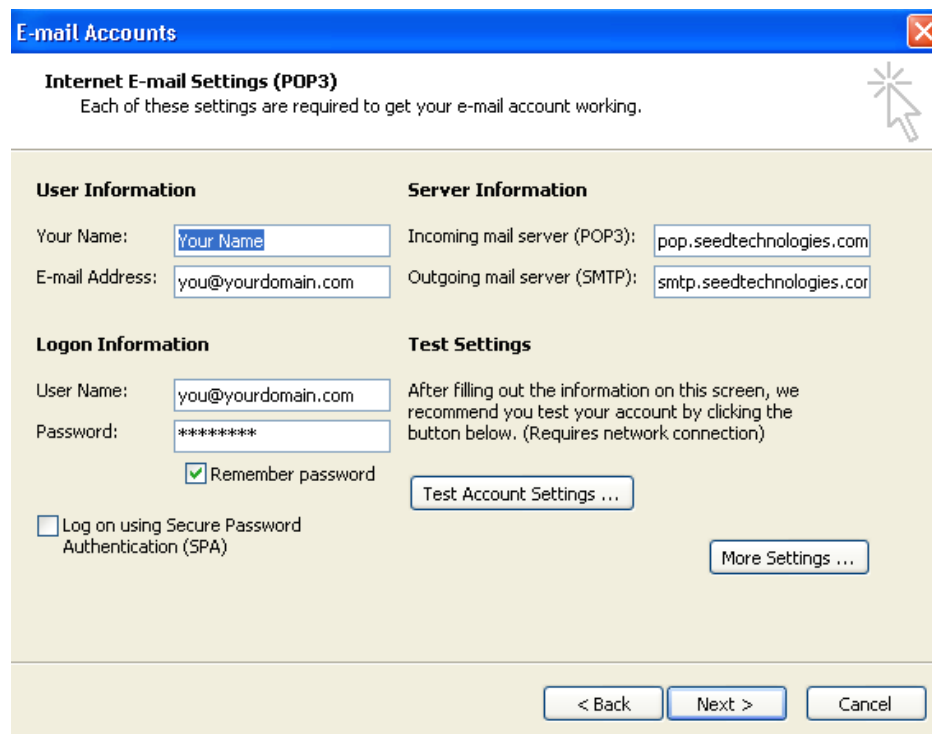 E-mail Accounts
Internet E-mail Settings (POP3)
Each of these settings are required to get your e-mail account working.
User Information
Your Name: Your Name
E-mail Address: you@yourdomain.com
Server Information
Incoming mail server (POP3): pop.seedtechnologies.com
Outgoing mail server (SMTP): smtp.seedtechnologies.cor
Logon Information
User Name: you@yourdomain.com
Password: ********
Remember password
Log on using Secure Password
Authentication (SPA)
Test Settings
After filling out the information on this screen, we
recommend you test your account by clicking the
button below. (Requires network connection)
Test Account Settings ...
More Settings ...
< Back Next > Cancel